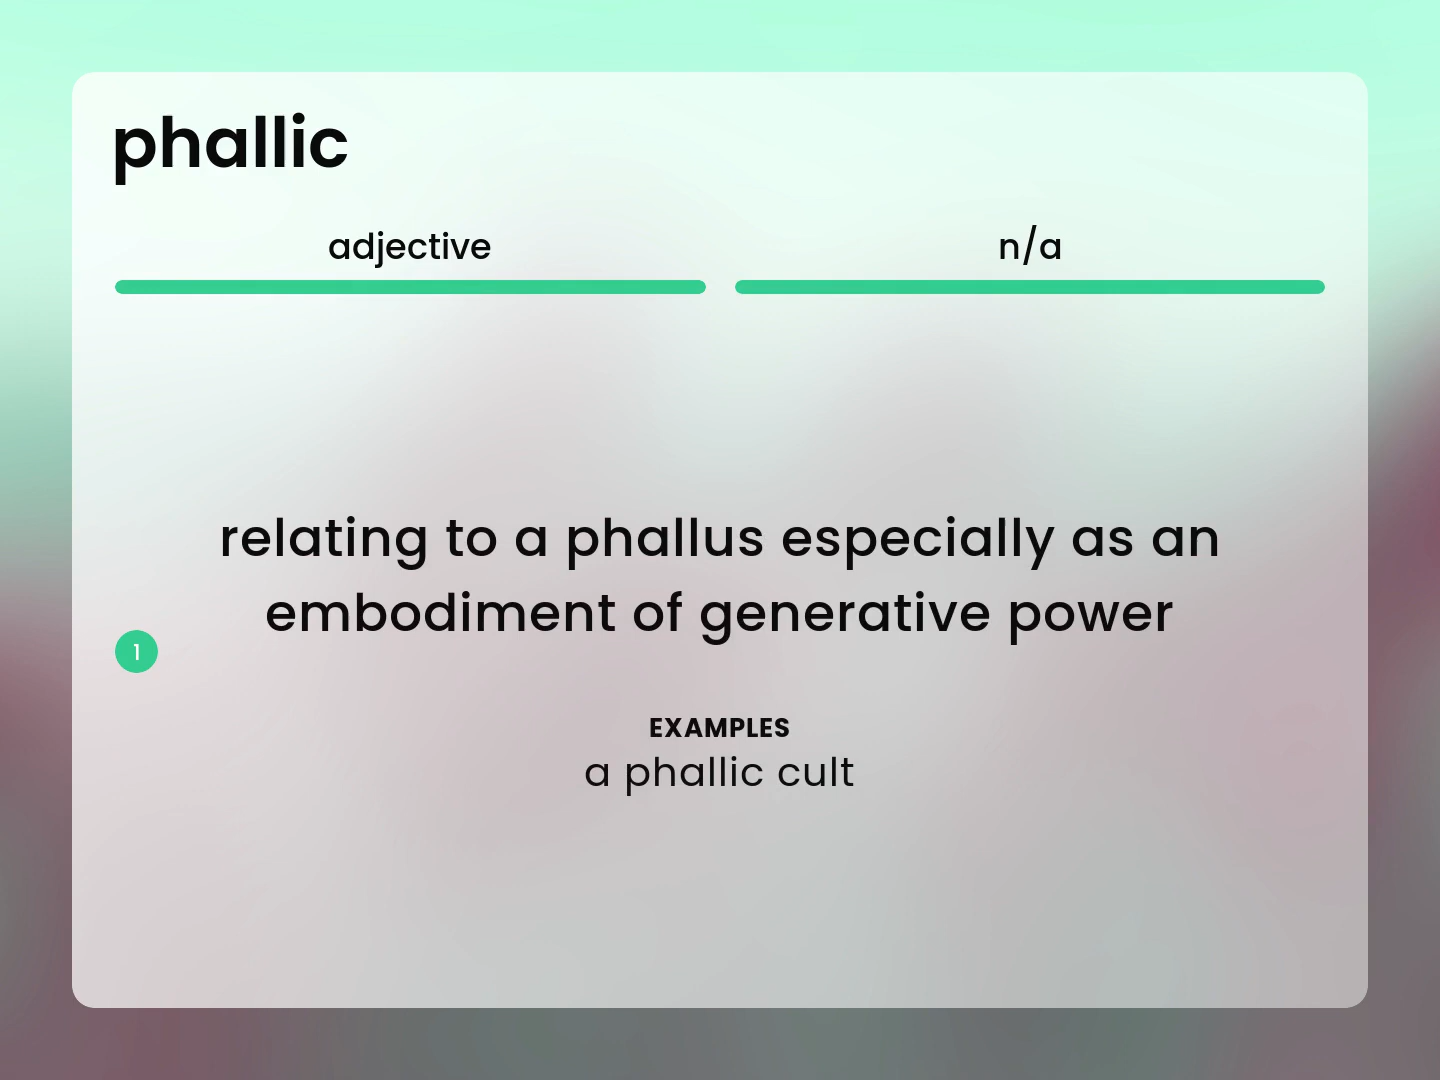 phallic
adjective
n/a
relating to a phallus especially as an
embodiment of generative power
1
EXAMPLES
a phallic cult